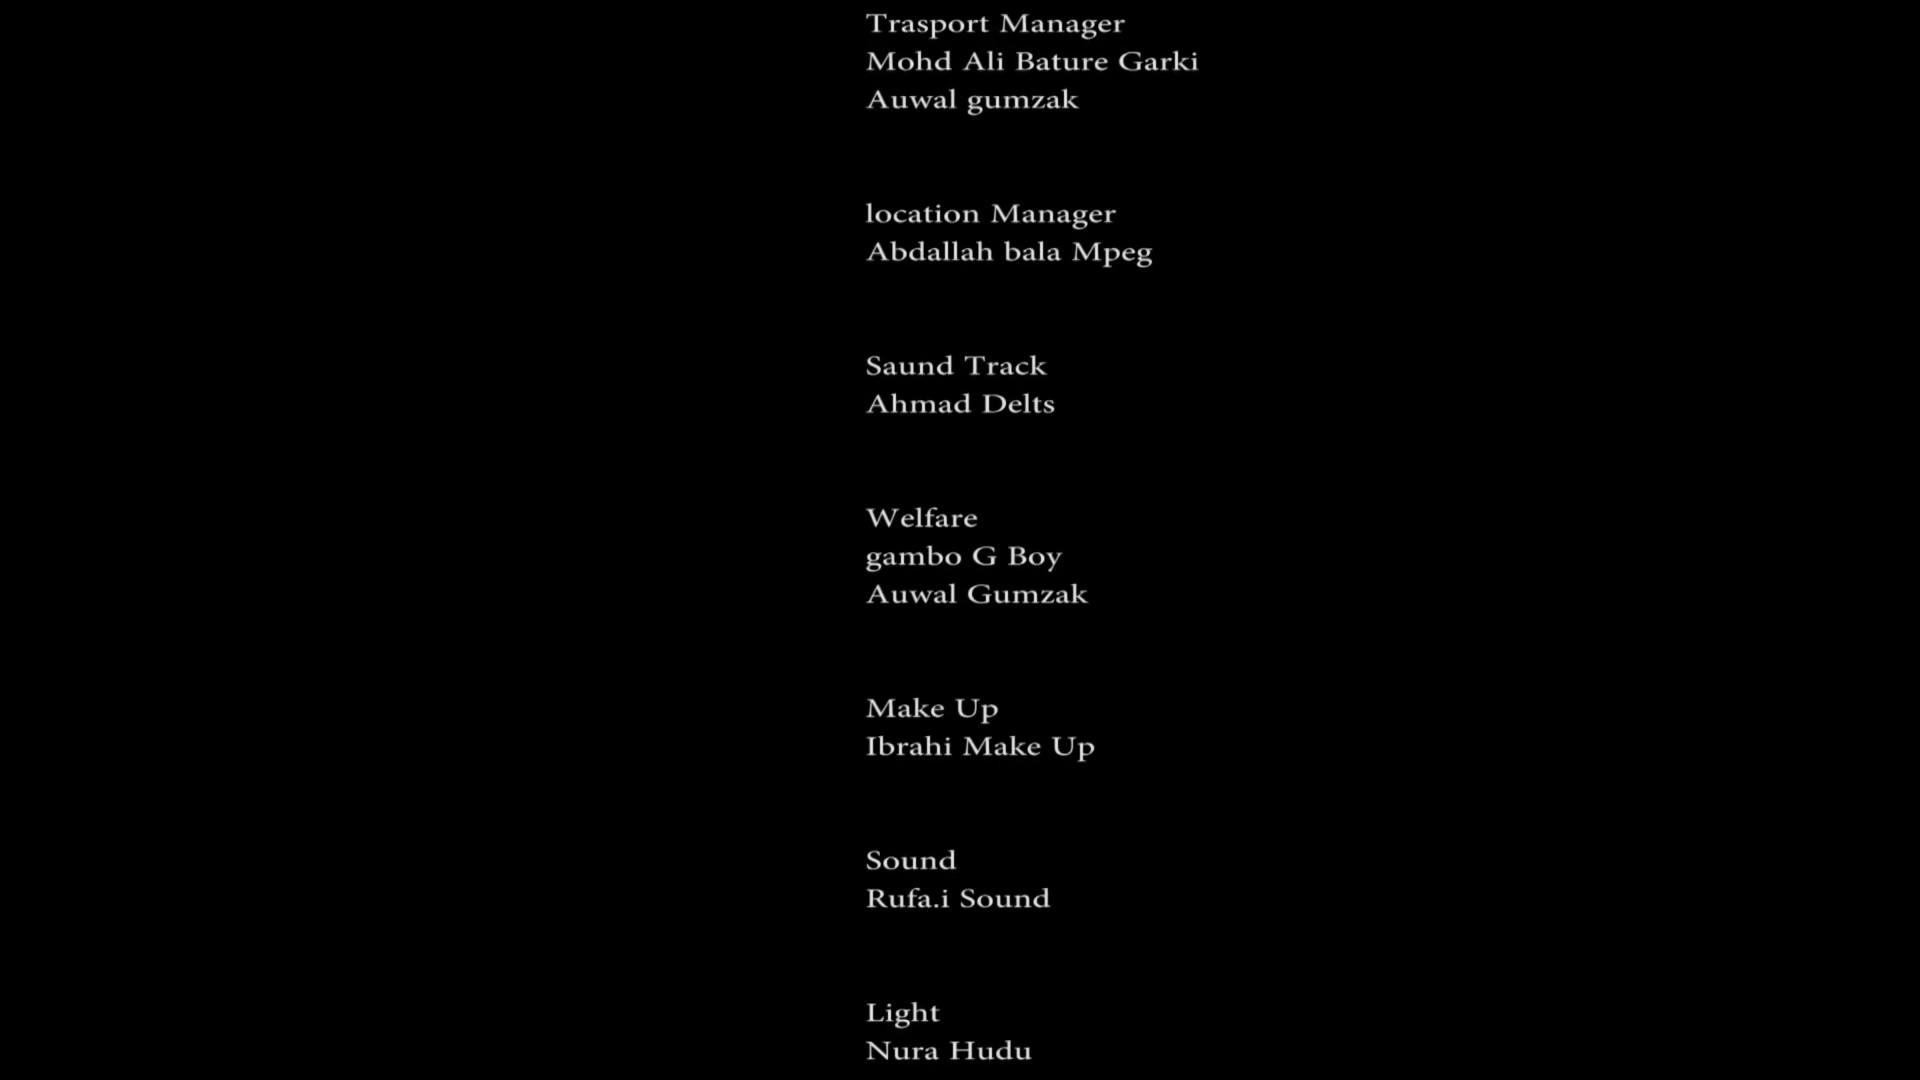 Trasport Manager
Mohd Ali Bature Garki
Auwal gumzak
location Manager
Abdallah bala Mpeg
Saund Track
Ahmad Delts
Welfare
gambo G Boy
Auwal Gumzak
Make Up
Ibrahi Make Up
Sound
Rufa.i Sound
Light
Nura Hudu